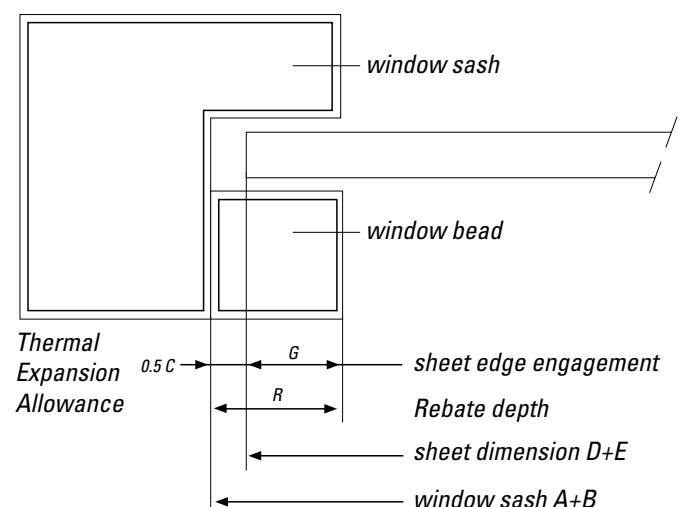 window sash
window bead
Thermal
Expansion
Allowance
0.5 C
G
sheet edge engagement
R
Rebate depth
sheet dimension D+E
window sash A+B